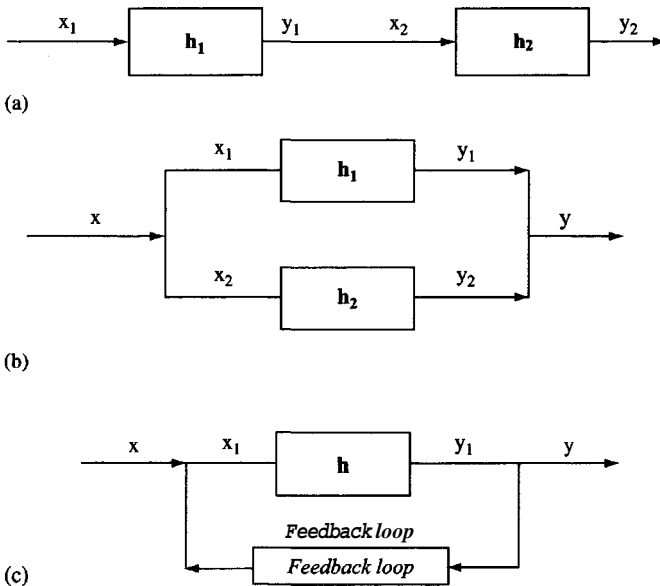 x₁ h₁ y₁ x₂ h₂ y₂
(a)
x₁ h₁ y₁
x y
x₂ h₂ y₂
(b)
x x₁ h y₁ y
Feedback loop
(c) Feedback loop